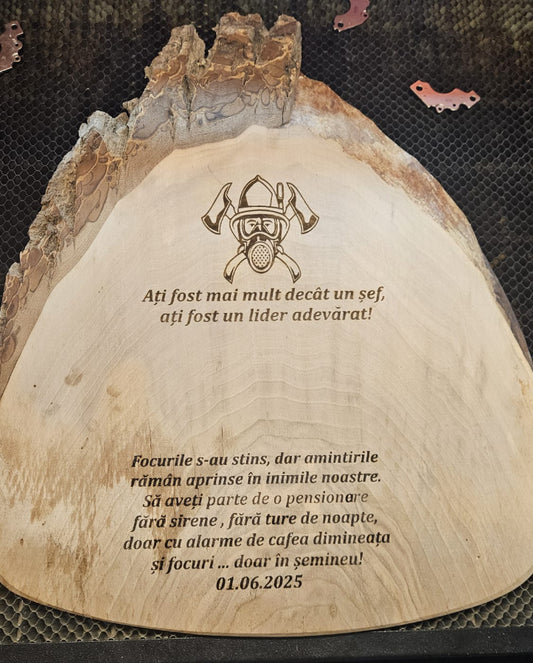 Ați fost mai mult decât un șef,
ați fost un lider adevărat!
Focurile s-au stins, dar amintirile
rămân aprinse în inimile noastre.
Să aveți parte de o pensionare
fără sirene , fără ture de noapte,
doar cu alarme de cafea dimineața
și focuri ... doar în șemineu!
01.06.2025